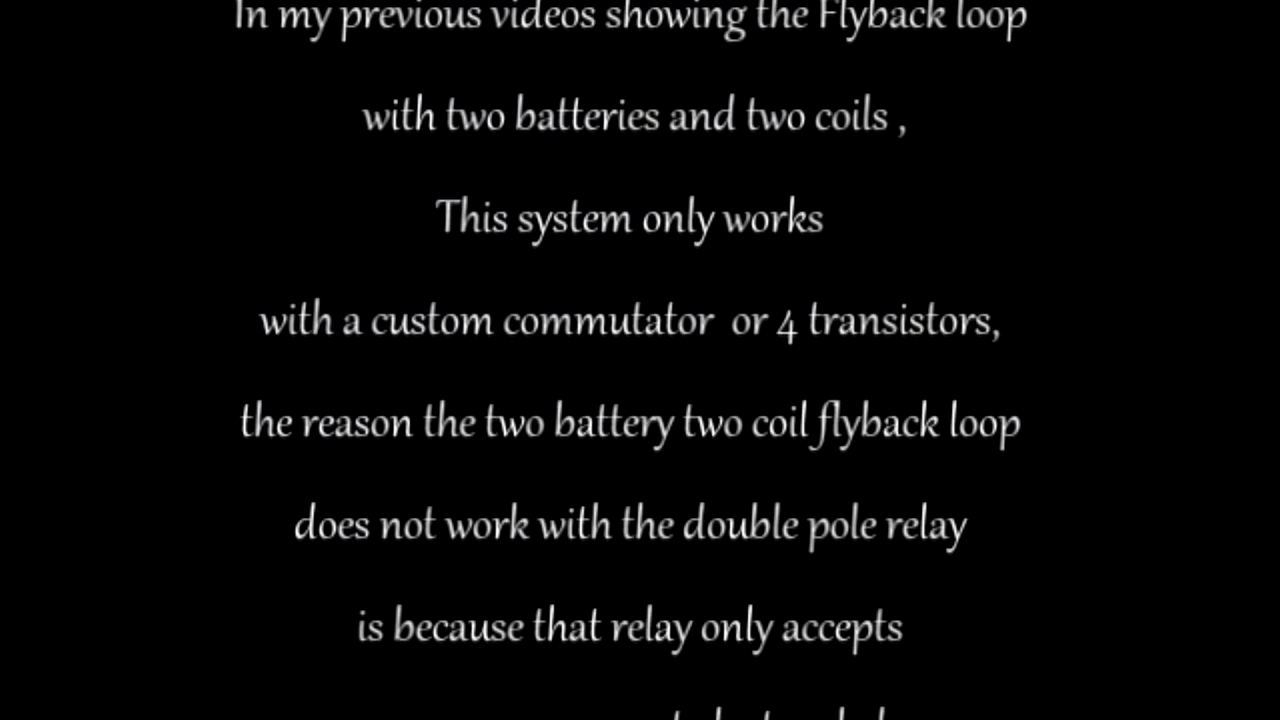 In my previous videos showing the Flyback loop
with two batteries and two coils ,
This system only works
with a custom commutator or 4 transistors,
the reason the two battery two coil flyback loop
does not work with the double pole relay
is because that relay only accepts